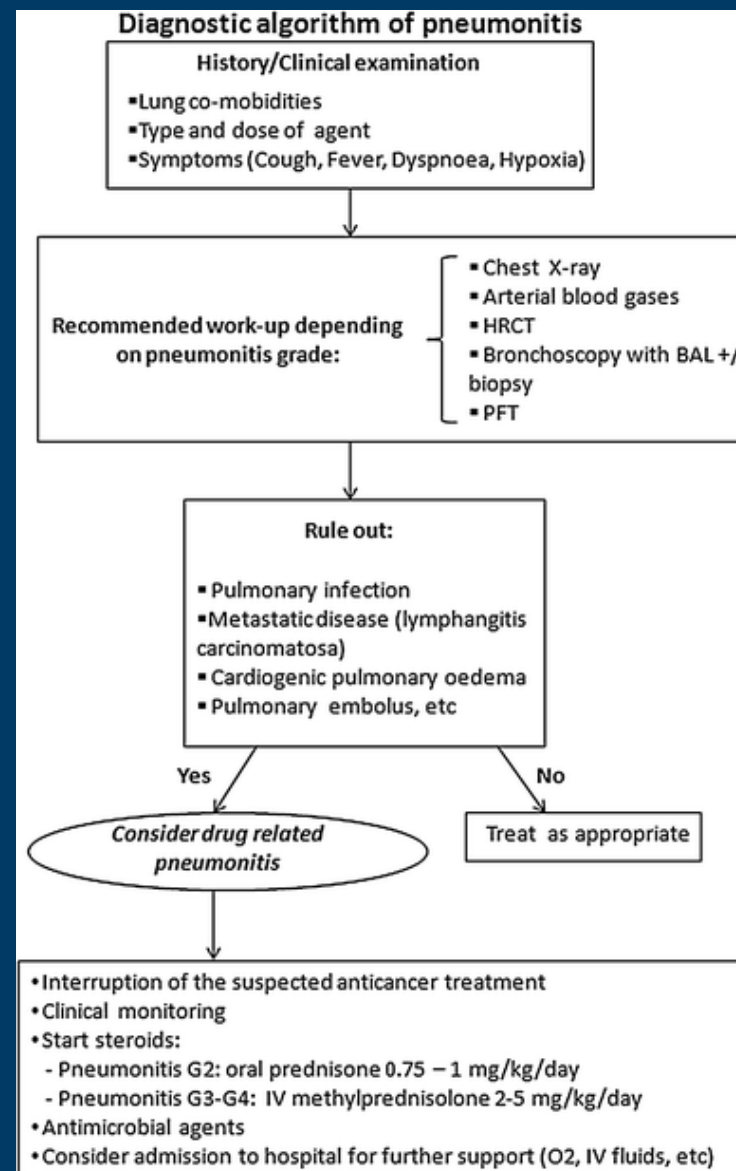 Diagnostic algorithm of pneumonitis
History/Clinical examination
▪Lung co-mobidities
▪Type and dose of agent
▪Symptoms (Cough, Fever, Dyspnoea, Hypoxia)
Recommended work-up depending
on pneumonitis grade:
▪ Chest X-ray
▪ Arterial blood gases
▪ HRCT
▪ Bronchoscopy with BAL +/
biopsy
▪ PFT
Rule out:
▪ Pulmonary infection
▪Metastatic disease (lymphangitis
carcinomatosa)
▪ Cardiogenic pulmonary oedema
▪ Pulmonary embolus, etc
Yes
No
Consider drug related
pneumonitis
Treat as appropriate
•Interruption of the suspected anticancer treatment
•Clinical monitoring
•Start steroids:
- Pneumonitis G2: oral prednisone 0.75 – 1 mg/kg/day
- Pneumonitis G3-G4: IV methylprednisolone 2-5 mg/kg/day
•Antimicrobial agents
•Consider admission to hospital for further support (O2, IV fluids, etc)